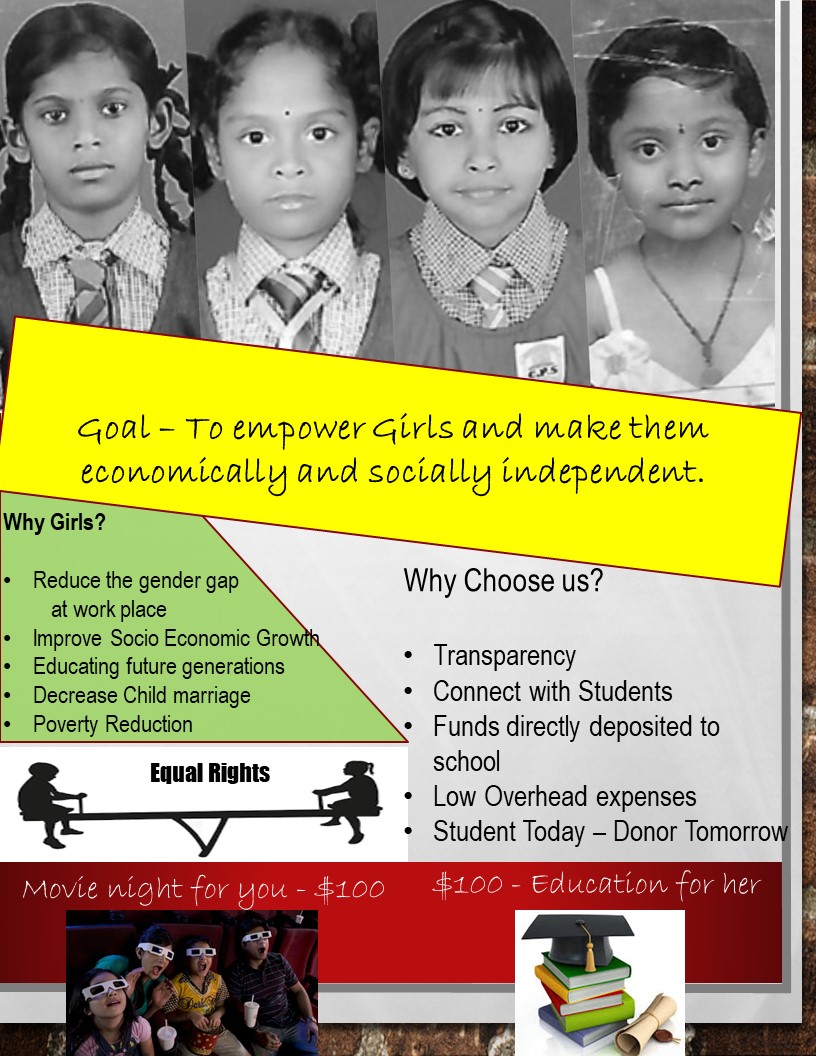 C.P.S
Goal – To empower Girls and make them
economically and socially independent.
Why Girls?
• Reduce the gender gap
at work place
• Improve Socio Economic Growth
• Educating future generations
• Decrease Child marriage
• Poverty Reduction
Equal Rights
Why Choose us?
• Transparency
• Connect with Students
• Funds directly deposited to
school
• Low Overhead expenses
• Student Today – Donor Tomorrow
Movie night for you - $100
$100 - Education for her